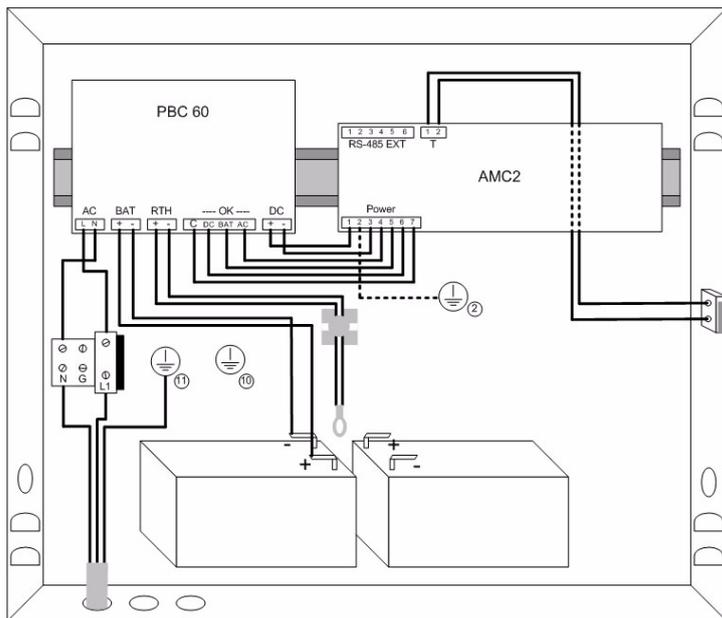 PBC 60
1 2 3 4 5 6
1 2
RS-485 EXT
T
AMC2
AC
BAT
RTH
---- OK ----
DC
Power
L N
+ -
+ -
C DC BAT AC
+ -
1 2 3 4 5 6 7
2
N
G
L1
11
10
-
+
+
-